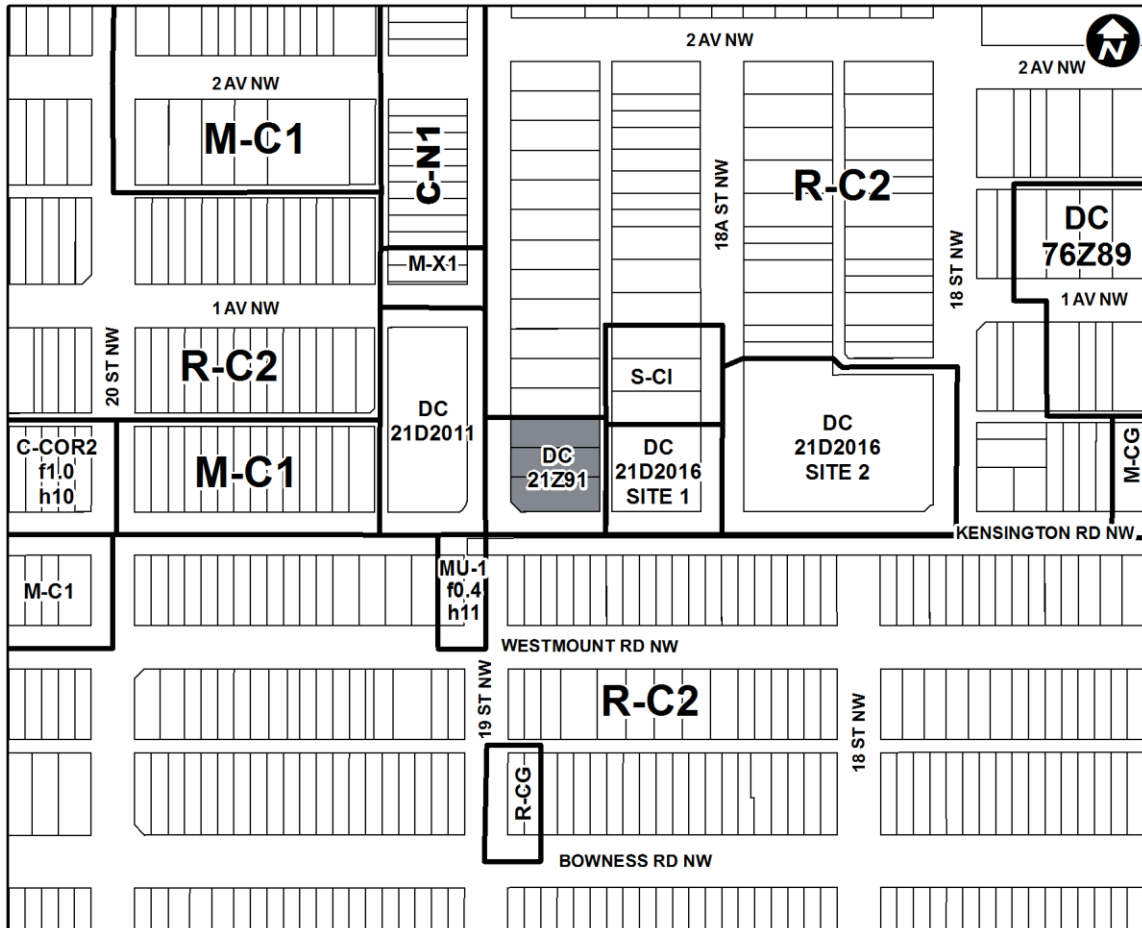 N
2 AV NW
2 AV NW
2 AV NW
M-C1
C-N1
R-C2
18A ST NW
DC
76Z89
18 ST NW
M-X1
1 AV NW
1 AV NW
20 ST NW
R-C2
S-CI
DC
21D2011
DC
21D2016
SITE 2
C-COR2
f1.0
h10
M-C1
DC
21Z91
DC
21D2016
SITE 1
M-CG
KENSINGTON RD NW
M-C1
MU-1
f0.4
h11
WESTMOUNT RD NW
19 ST NW
R-C2
18 ST NW
R-CG
BOWNESS RD NW